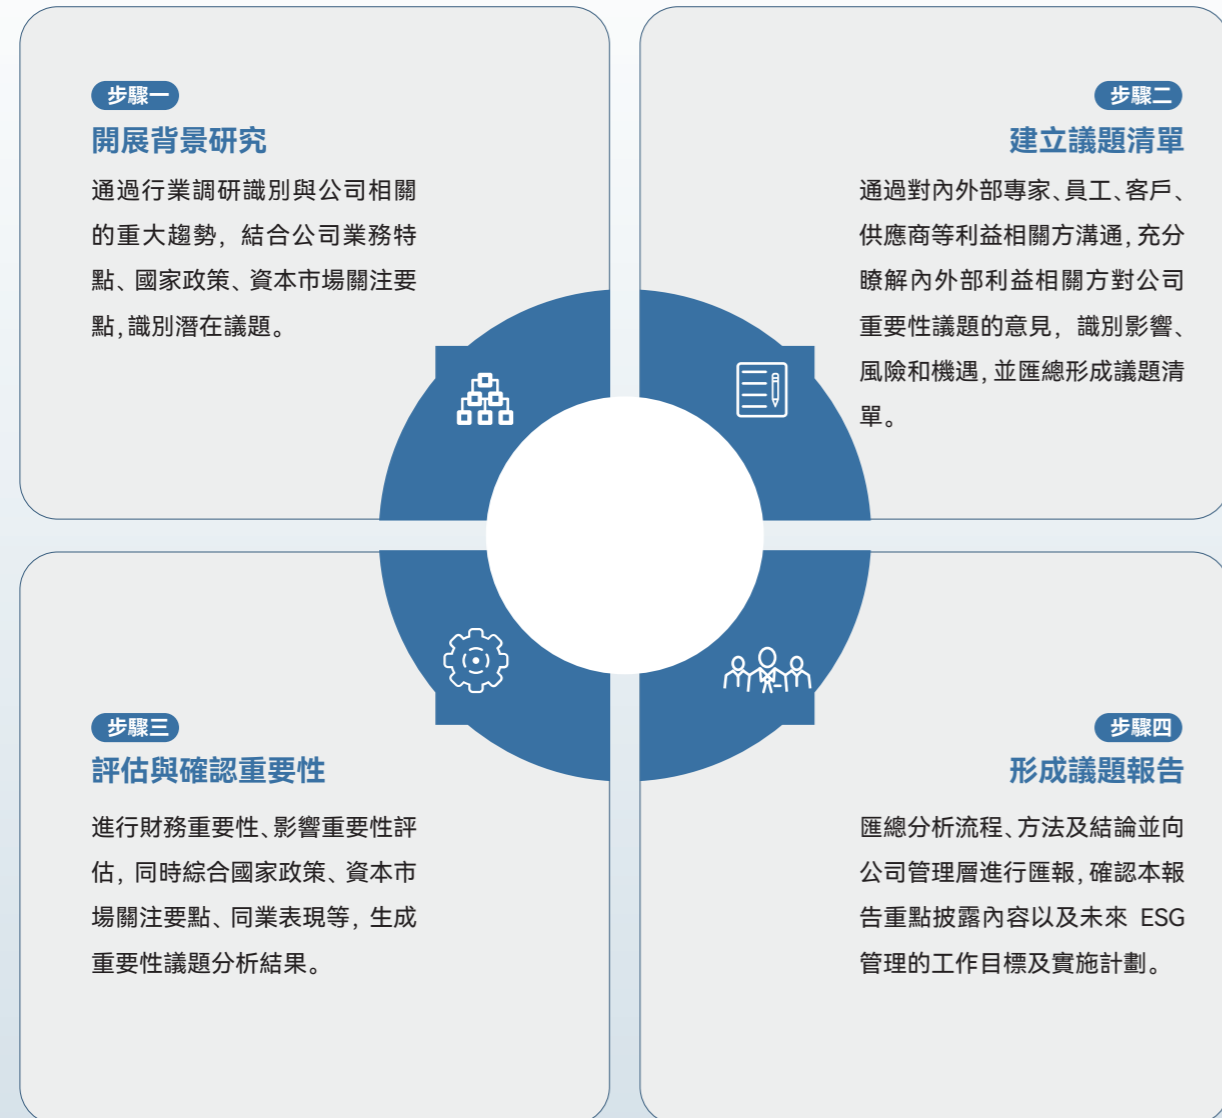 步驟一
開展背景研究
通過行業調研識別與公司相關
的重大趨勢,結合公司業務特
點、國家政策、資本市場關注要
點,識別潛在議題。
步驟二
建立議題清單
通過對內外部專家、員工、客戶、
供應商等利益相關方溝通,充分
瞭解內外部利益相關方對公司
重要性議題的意見,識別影響、
風險和機遇,並匯總形成議題清
單。
步驟三
評估與確認重要性
進行財務重要性、影響重要性評
估,同時綜合國家政策、資本市
場關注要點、同業表現等,生成
重要性議題分析結果。
步驟四
形成議題報告
匯總分析流程、方法及結論並向
公司管理層進行匯報,確認本報
告重點披露內容以及未來 ESG
管理的工作目標及實施計劃。